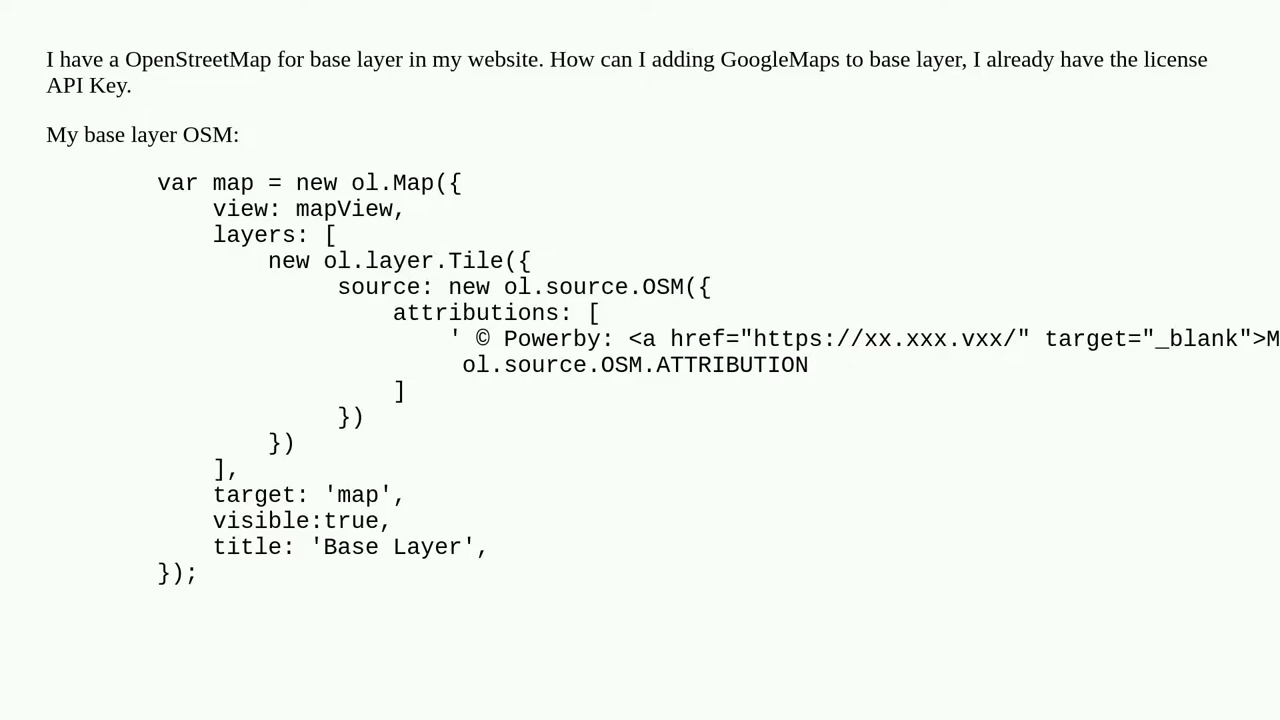 I have a OpenStreetMap for base layer in my website. How can I adding GoogleMaps to base layer, I already have the license
API Key.
My base layer OSM:
var map = new ol.Map({
view: mapView,
layers: [
new ol.layer.Tile({
source: new ol.source.OSM({
attributions: [
' © Powerby: <a href="https://xx.xxx.vxx/" target="_blank">M
ol.source.OSM.ATTRIBUTION
]
})
})
],
target: 'map',
visible:true,
title: 'Base Layer',
});